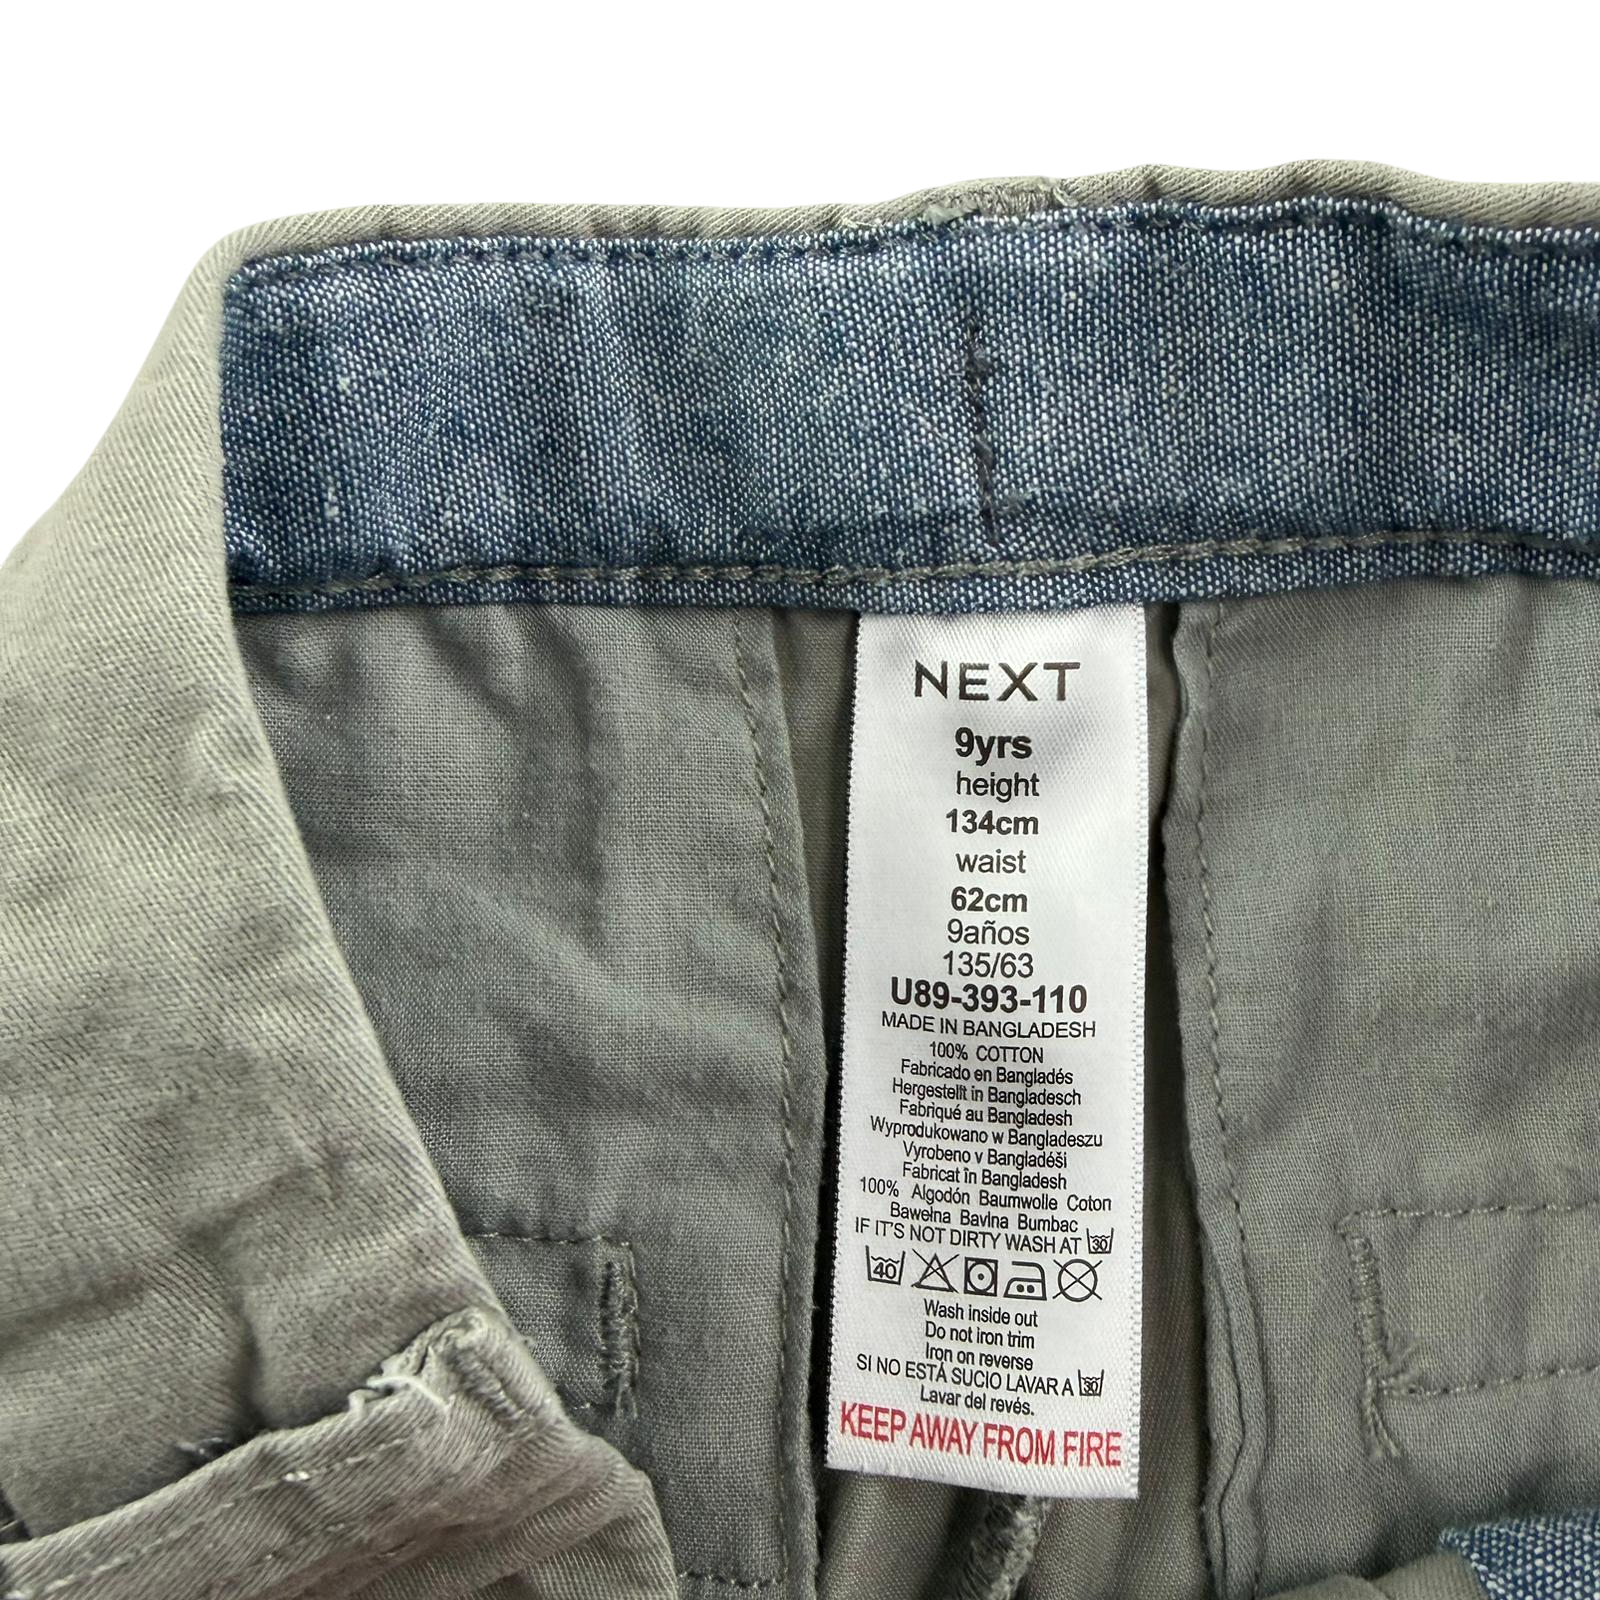 NEXT
9yrs
height
134cm
waist
62cm
9años
135/63
U89-393-110
MADE IN BANGLADESH
100% COTTON
Fabricado en Bangladés
Hergestellt in Bangladesch
Fabriqué au Bangladesh
Wyprodukowano w Bangladeszu
Vyrobeno v Bangladéši
Fabricat în Bangladesh
100% Algodón Baumwolle Coton
Bawełna Bavlna Bumbac
IF IT'S NOT DIRTY WASH AT 30
40
Wash inside out
Do not iron trim
Iron on reverse
SI NO ESTÁ SUCIO LAVAR A 30
Lavar del revés.
KEEP AWAY FROM FIRE